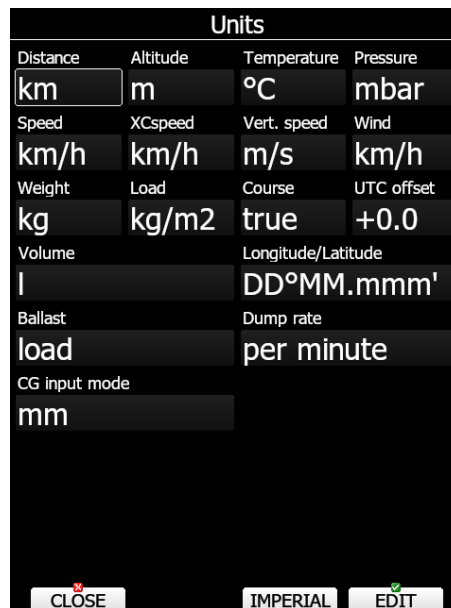 Units
Distance Altitude Temperature Pressure
km m °C mbar
Speed XCspeed Vert. speed Wind
km/h km/h m/s km/h
Weight Load Course UTC offset
kg kg/m2 true +0.0
Volume Longitude/Latitude
l DD°MM.mmm'
Ballast Dump rate
load per minute
CG input mode
mm
CLOSE IMPERIAL EDIT